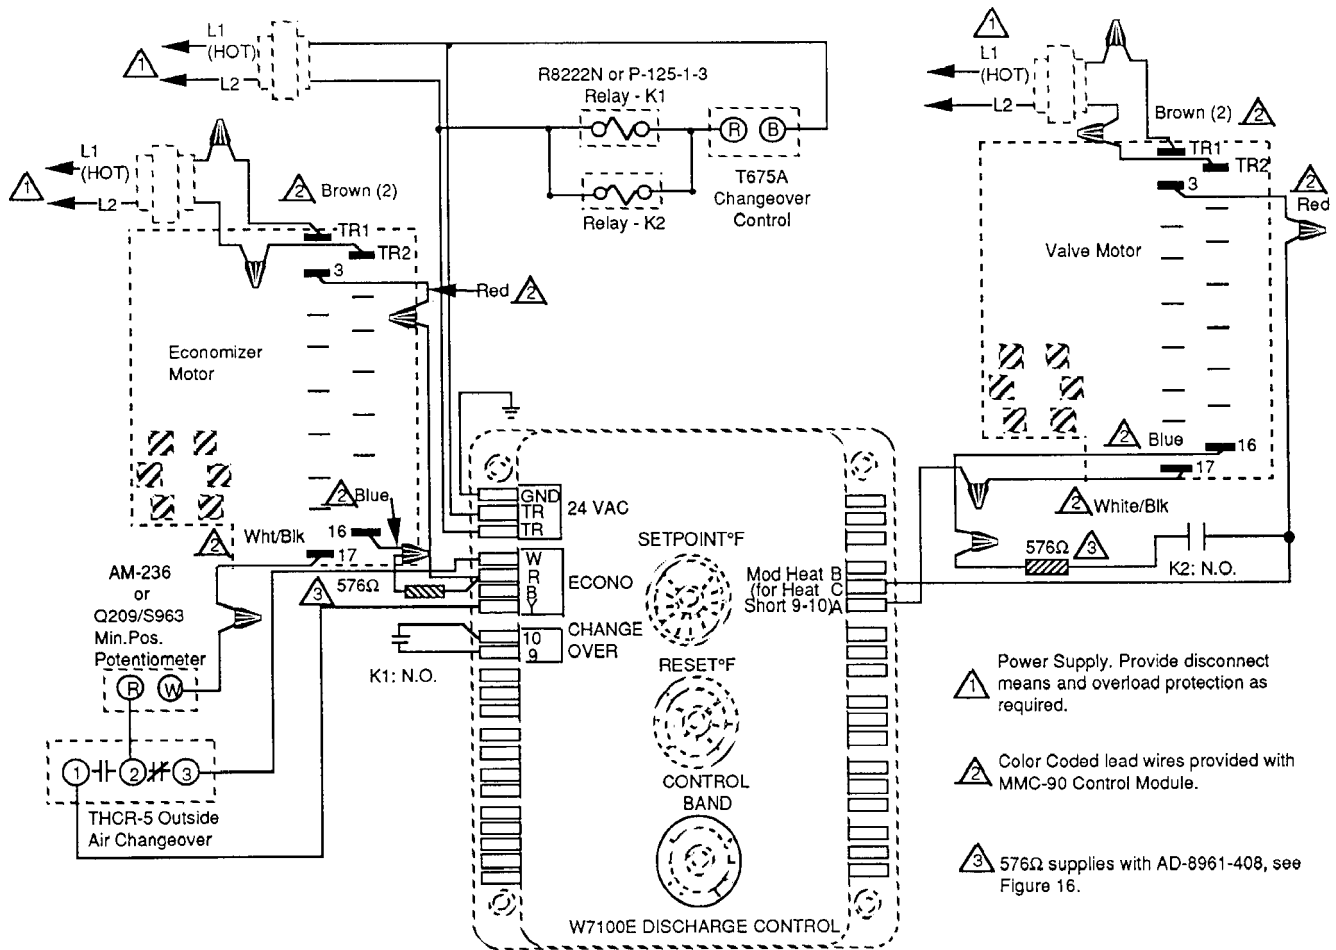 L1
(HOT)
L2
1
R8222N or P-125-1-3
Relay - K1
R
B
T675A
Changeover
Control
Relay - K2
1
L1
(HOT)
L2
Brown (2)
2
TR1
TR2
3
2
Red
Valve Motor
2
Blue
16
17
2
White/Blk
576Ω
3
K2: N.O.
L1
(HOT)
L2
1
2
Brown (2)
TR1
TR2
3
Red
2
Economizer
Motor
2
Blue
16
17
Wht/Blk
2
3
576Ω
AM-236
or
Q209/S963
Min.Pos.
Potentiometer
R
W
1
2
3
THCR-5 Outside
Air Changeover
K1: N.O.
GND
TR
TR
24 VAC
W
R
B
Y
ECONO
10
9
CHANGE
OVER
SETPOINT°F
Mod Heat B
(for Heat C
Short 9-10)A
RESET°F
CONTROL
BAND
W7100E DISCHARGE CONTROL
1
Power Supply. Provide disconnect
means and overload protection as
required.
2
Color Coded lead wires provided with
MMC-90 Control Module.
3
576Ω supplies with AD-8961-408, see
Figure 16.